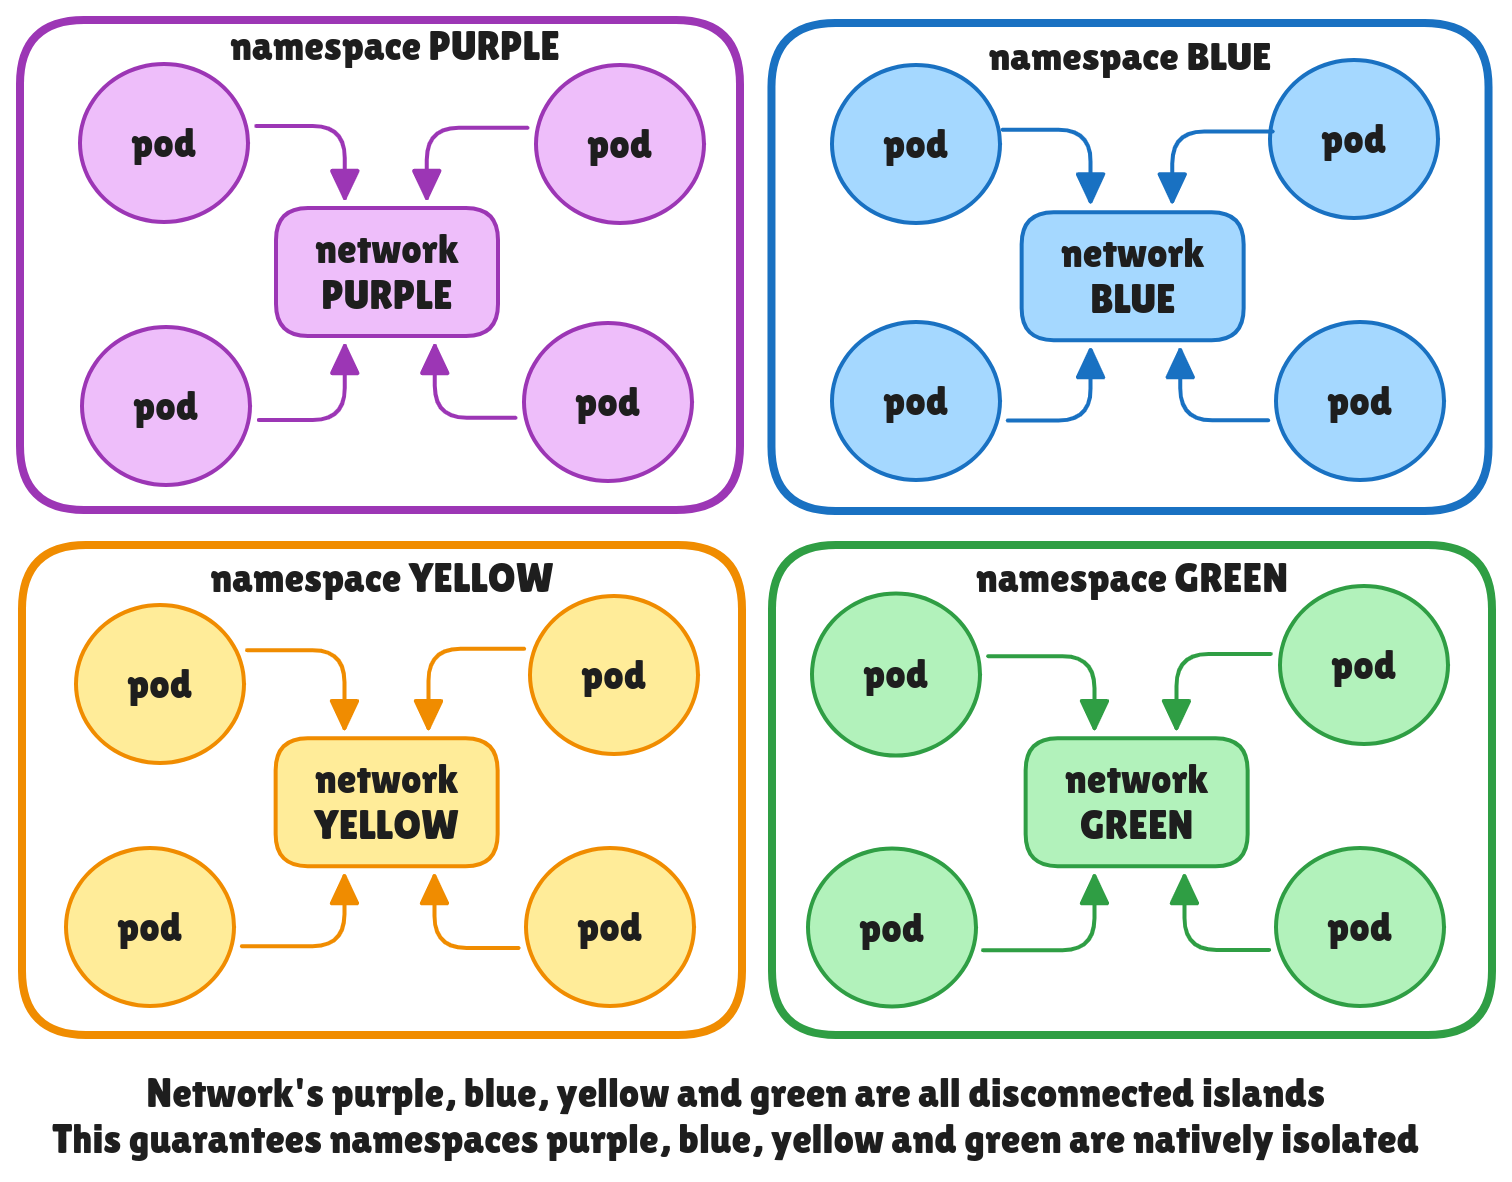 namespace PURPLE
pod
pod
network
PURPLE
pod
pod
namespace BLUE
pod
pod
network
BLUE
pod
pod
namespace YELLOW
pod
pod
network
YELLOW
pod
pod
namespace GREEN
pod
pod
network
GREEN
pod
pod
Network's purple, blue, yellow and green are all disconnected islands
This guarantees namespaces purple, blue, yellow and green are natively isolated